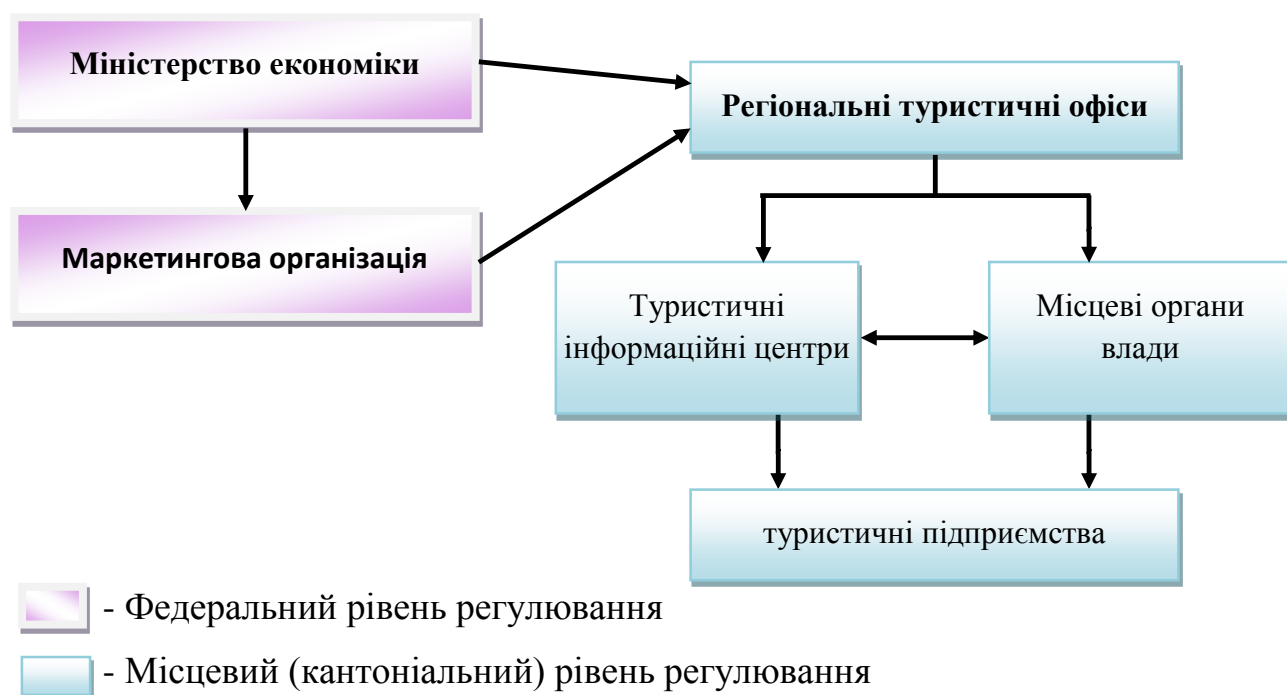 Міністерство економіки
Регіональні туристичні офіси
Маркетингова організація
Туристичні
інформаційні центри
Місцеві органи
влади
туристичні підприємства
- Федеральний рівень регулювання
- Місцевий (кантоніальний) рівень регулювання